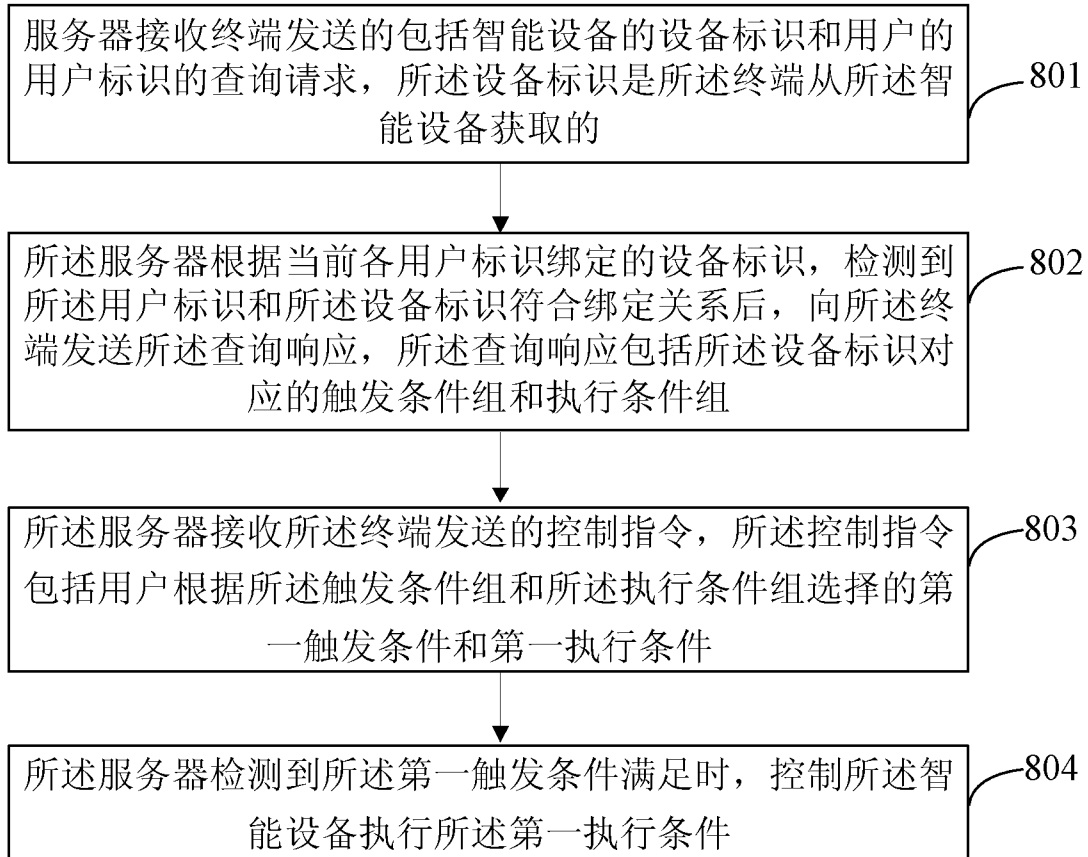 服务器接收终端发送的包括智能设备的设备标识和用户的
用户标识的查询请求，所述设备标识是所述终端从所述智
能设备获取的
801
所述服务器根据当前各用户标识绑定的设备标识，检测到
所述用户标识和所述设备标识符合绑定关系后，向所述终
端发送所述查询响应，所述查询响应包括所述设备标识对
应的触发条件组和执行条件组
802
所述服务器接收所述终端发送的控制指令，所述控制指令
包括用户根据所述触发条件组和所述执行条件组选择的第
一触发条件和第一执行条件
803
所述服务器检测到所述第一触发条件满足时，控制所述智
能设备执行所述第一执行条件
804